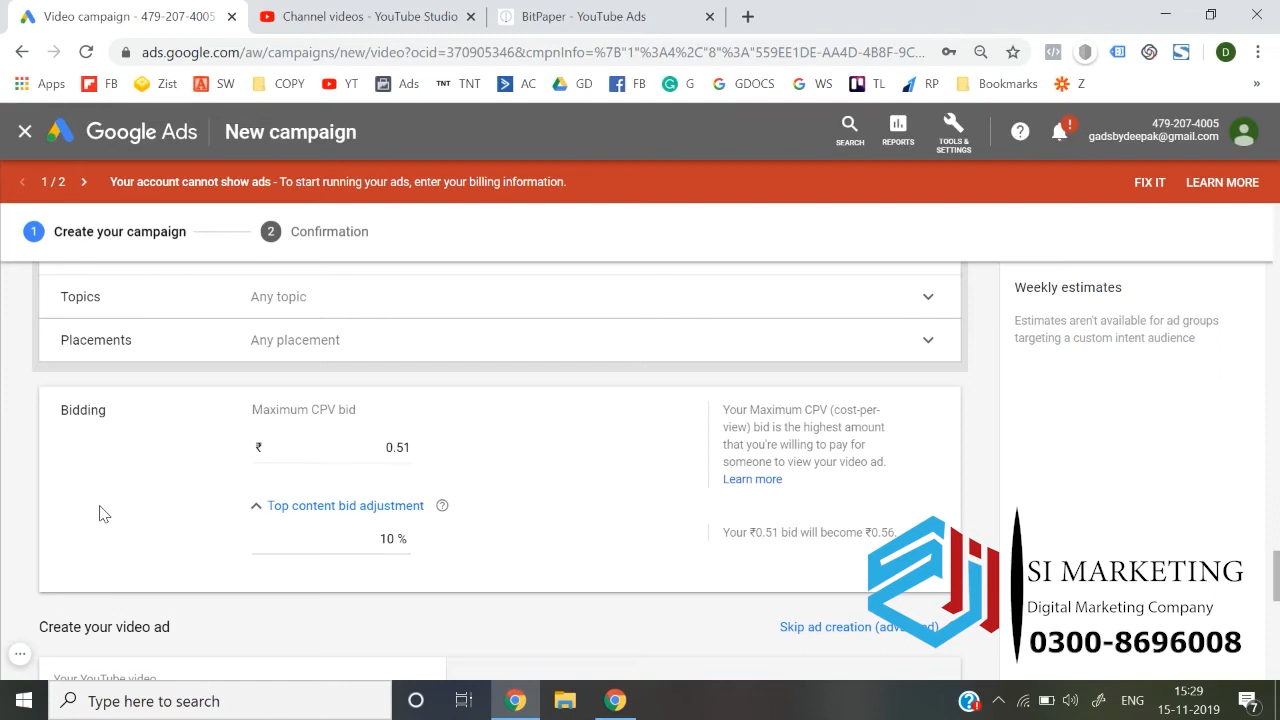 Video campaign - 479-207-4005
Channel videos - YouTube Studio
BitPaper - YouTube Ads
ads.google.com/aw/campaigns/new/video?ocid=370905346&cmpnInfo=%7B"1"%3A4%2C"8"%3A"559EE1DE-AA4D-4B8F-9C...
D
Apps FB Zist SW COPY YT Ads TNT TNT AC GD FB G GDOCS WS TL RP Bookmarks Z »
Google Ads New campaign
SEARCH
REPORTS
TOOLS &
SETTINGS
479-207-4005
gadsbydeepak@gmail.com
1 / 2 Your account cannot show ads - To start running your ads, enter your billing information. FIX IT LEARN MORE
1 Create your campaign 2 Confirmation
Topics Any topic
Placements Any placement
Weekly estimates
Estimates aren't available for ad groups
targeting a custom intent audience
Bidding
Maximum CPV bid
₹ 0.51
Top content bid adjustment
10 %
Your Maximum CPV (cost-per-
view) bid is the highest amount
that you're willing to pay for
someone to view your video ad.
Learn more
Your ₹0.51 bid will become ₹0.56.
SI MARKETING
Digital Marketing Company
0300-8696008
Create your video ad
Skip ad creation (advanced)
Your YouTube video
Type here to search
ENG
15:29
15-11-2019
7